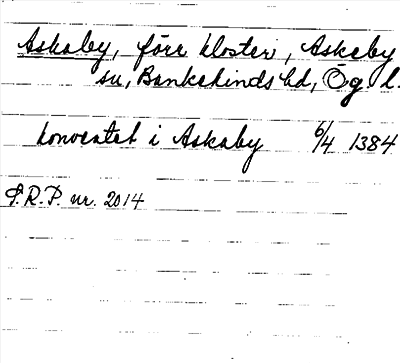 Askaby, förr kloster, Askeby
sn, Bankekinds hd, Ög l.
konventet i Askaby 6/4 1384
S.R.P. nr. 2014